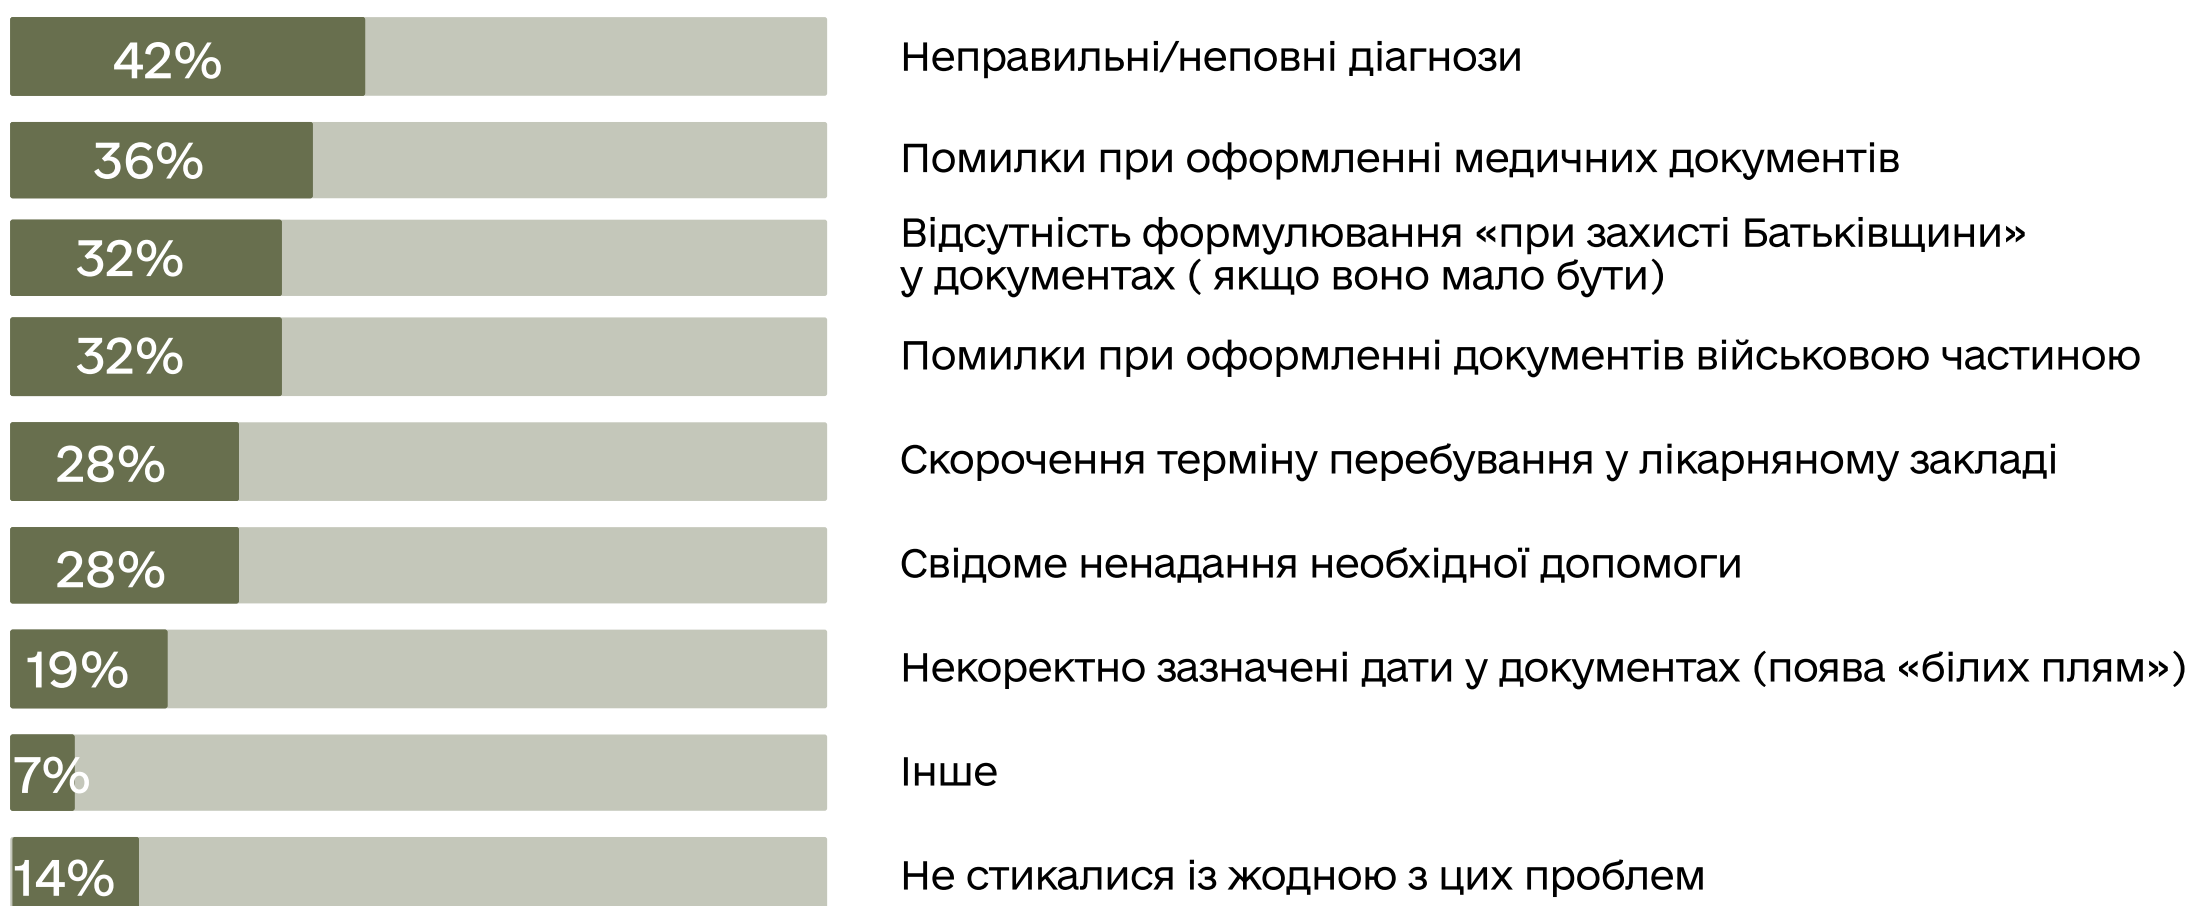 42% Неправильні/неповні діагнози
36% Помилки при оформленні медичних документів
32% Відсутність формулювання «при захисті Батьківщини»
у документах ( якщо воно мало бути)
32% Помилки при оформленні документів військовою частиною
28% Скорочення терміну перебування у лікарняному закладі
28% Свідоме ненадання необхідної допомоги
19% Некоректно зазначені дати у документах (поява «білих плям»)
7% Інше
14% Не стикалися із жодною з цих проблем